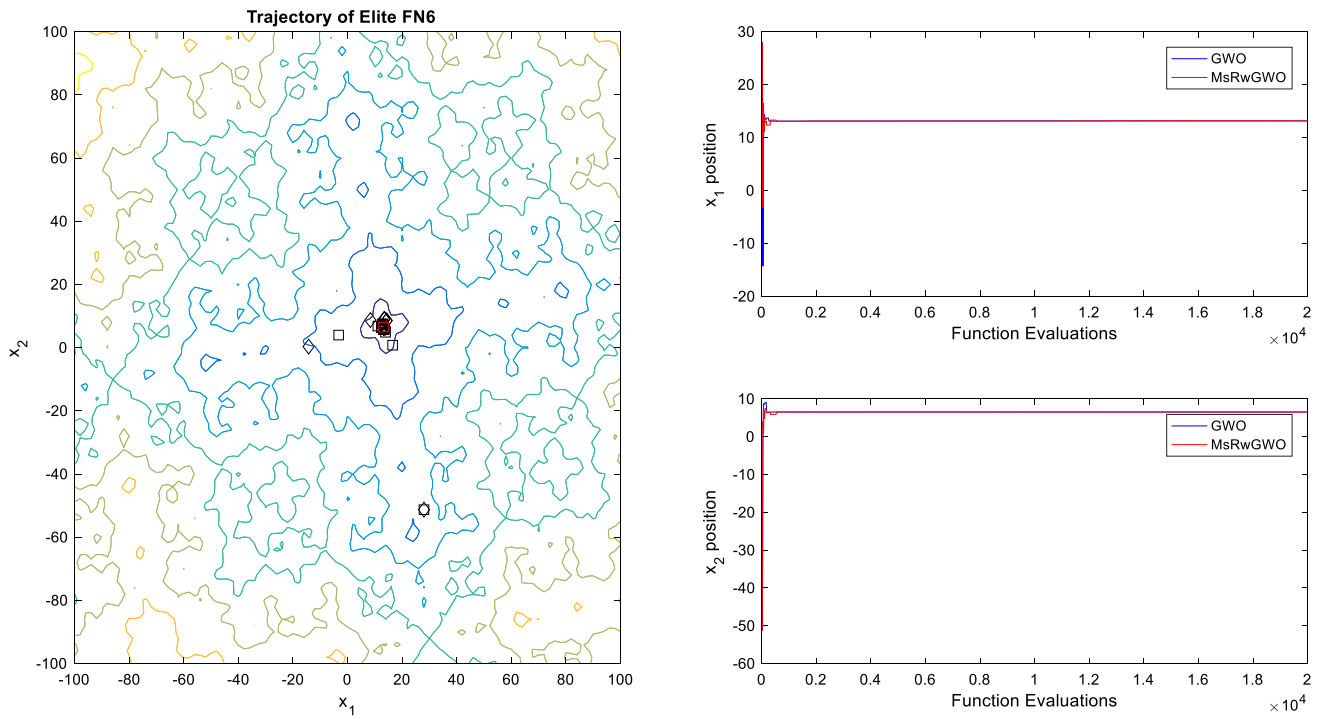 Trajectory of Elite FN6
100
80
60
40
20
0
-20
-40
-60
-80
-100
x2
-100 -80 -60 -40 -20 0 20 40 60 80 100
x1
30
20
10
0
-10
-20
x1 position
GWO
MsRwGWO
0 0.2 0.4 0.6 0.8 1 1.2 1.4 1.6 1.8 2
Function Evaluations
×10^4
10
0
-10
-20
-30
-40
-50
-60
x2 position
GWO
MsRwGWO
0 0.2 0.4 0.6 0.8 1 1.2 1.4 1.6 1.8 2
Function Evaluations
×10^4